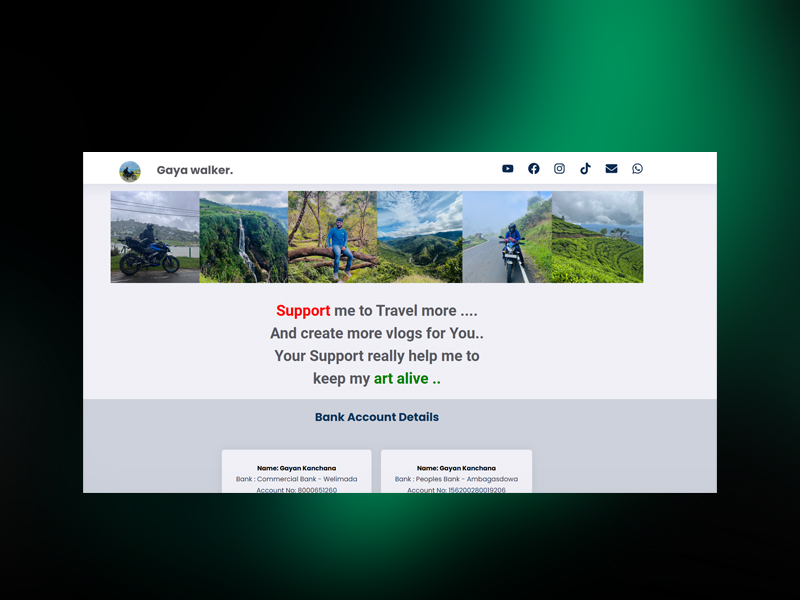 Gaya walker.
Support me to Travel more ....
And create more vlogs for You..
Your Support really help me to
keep my art alive ..
Bank Account Details
Name: Gayan Kanchana
Bank : Commercial Bank - Welimada
Account No: 8000651260
Name: Gayan Kanchana
Bank : Peoples Bank - Ambagasdowa
Account No: 156200280019206